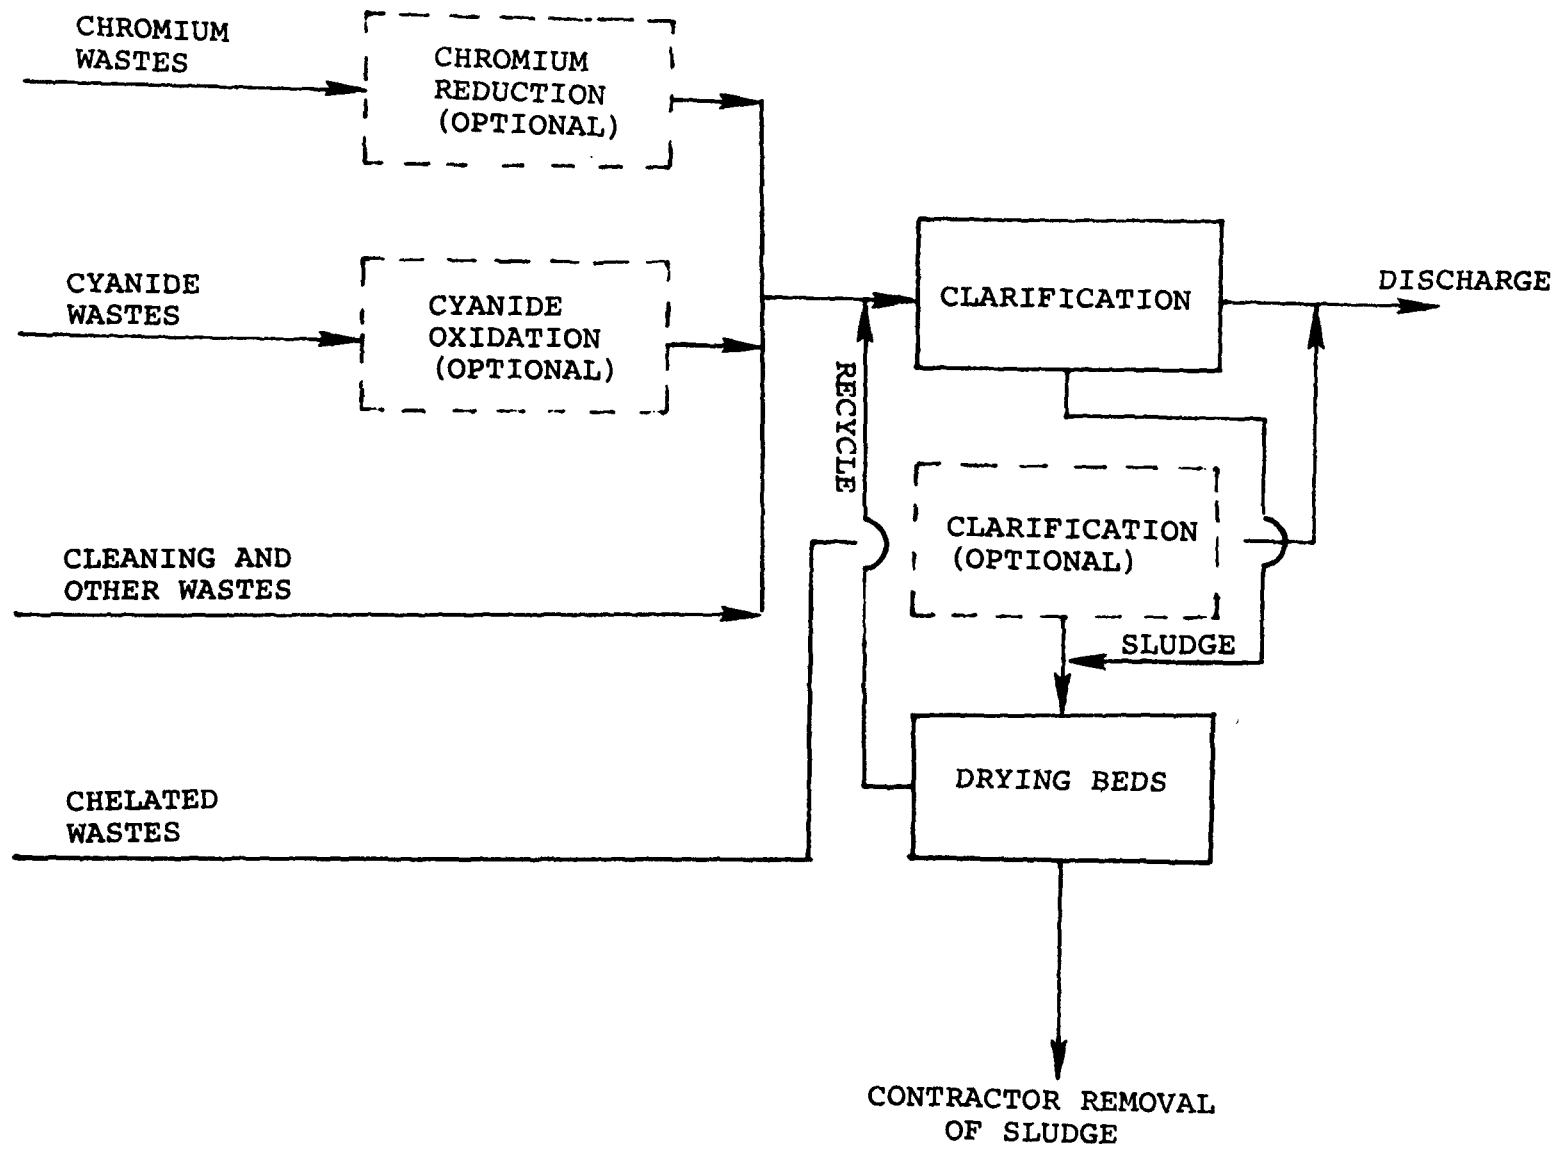 CHROMIUM
WASTES
CHROMIUM
REDUCTION
(OPTIONAL)
CYANIDE
WASTES
CYANIDE
OXIDATION
(OPTIONAL)
CLARIFICATION
DISCHARGE
RECYCLE
CLARIFICATION
(OPTIONAL)
CLEANING AND
OTHER WASTES
SLUDGE
DRYING BEDS
CHELATED
WASTES
CONTRACTOR REMOVAL
OF SLUDGE